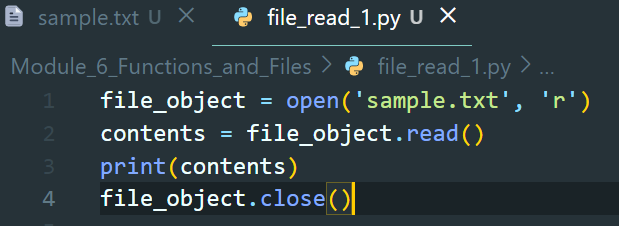 sample.txt U ×
file_read_1.py U ×
Module_6_Functions_and_Files > file_read_1.py > ...
1 file_object = open('sample.txt', 'r')
2 contents = file_object.read()
3 print(contents)
4 file_object.close()